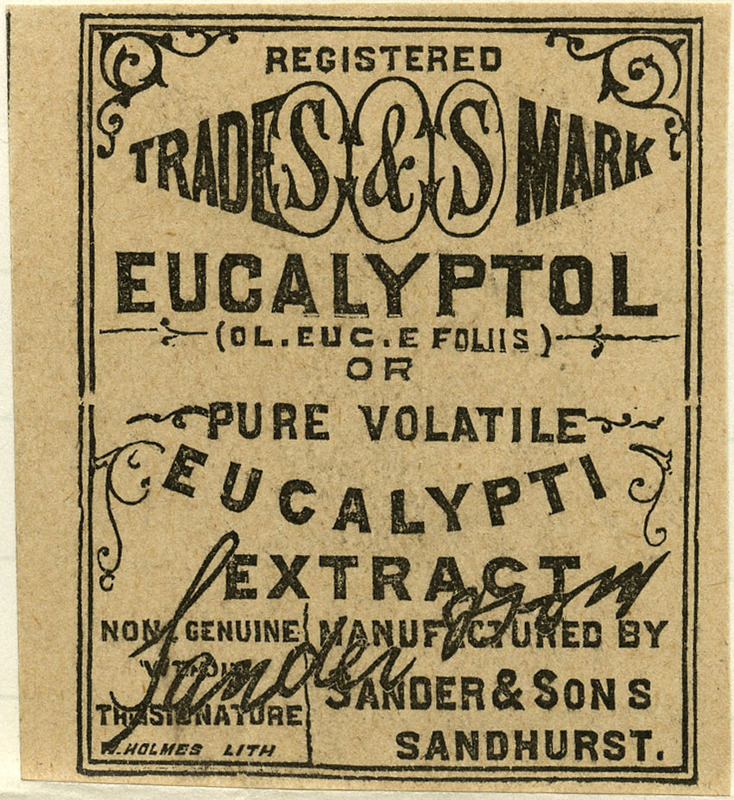 REGISTERED
TRADE S & S MARK
EUCALYPTOL
(OL. EUC. E FOLIIS)
OR
PURE VOLATILE
EUCALYPTI
EXTRACT
NONE GENUINE
WITHOUT
THE SIGNATURE
Sander & Son
MANUFACTURED BY
SANDER & SONS
SANDHURST.
W. HOLMES LITH